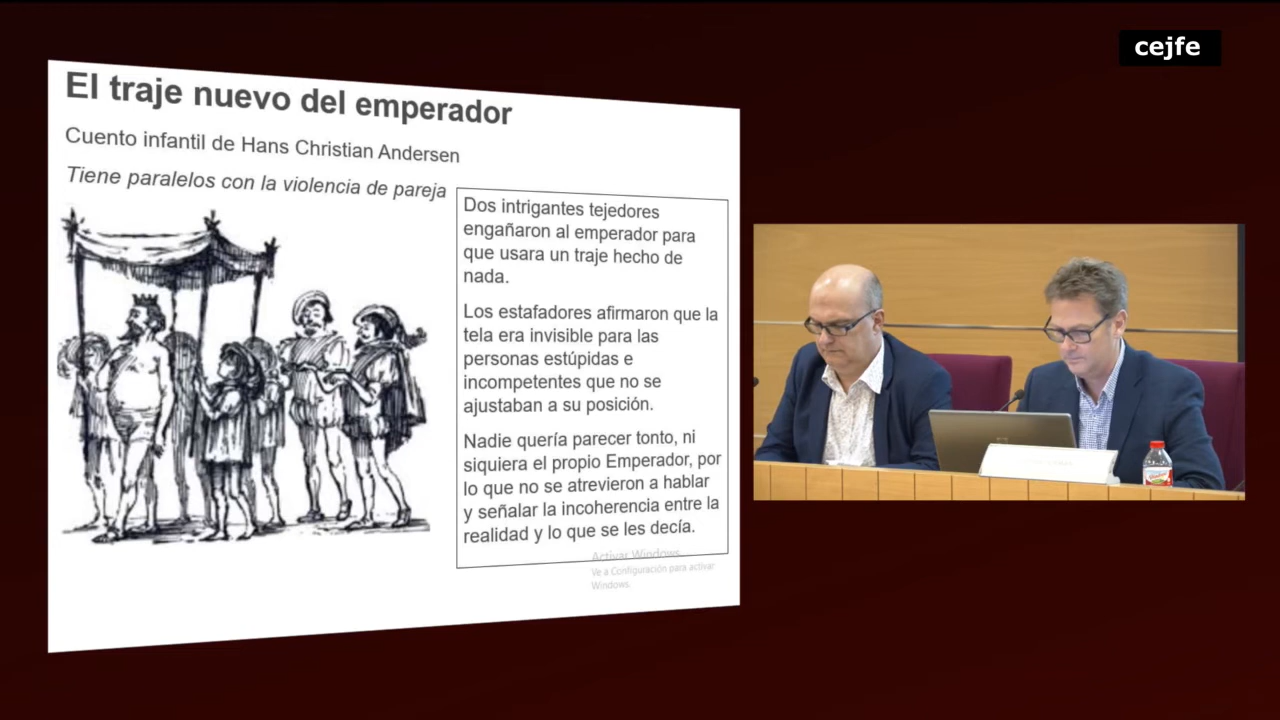 cejfe
El traje nuevo del emperador
Cuento infantil de Hans Christian Andersen
Tiene paralelos con la violencia de pareja
Dos intrigantes tejedores
engañaron al emperador para
que usara un traje hecho de
nada.
Los estafadores afirmaron que la
tela era invisible para las
personas estúpidas e
incompetentes que no se
ajustaban a su posición.
Nadie quería parecer tonto, ni
siquiera el propio Emperador, por
lo que no se atrevieron a hablar
y señalar la incoherencia entre la
realidad y lo que se les decía.
Activar Windows
Ve a Configuración para activar
Windows.